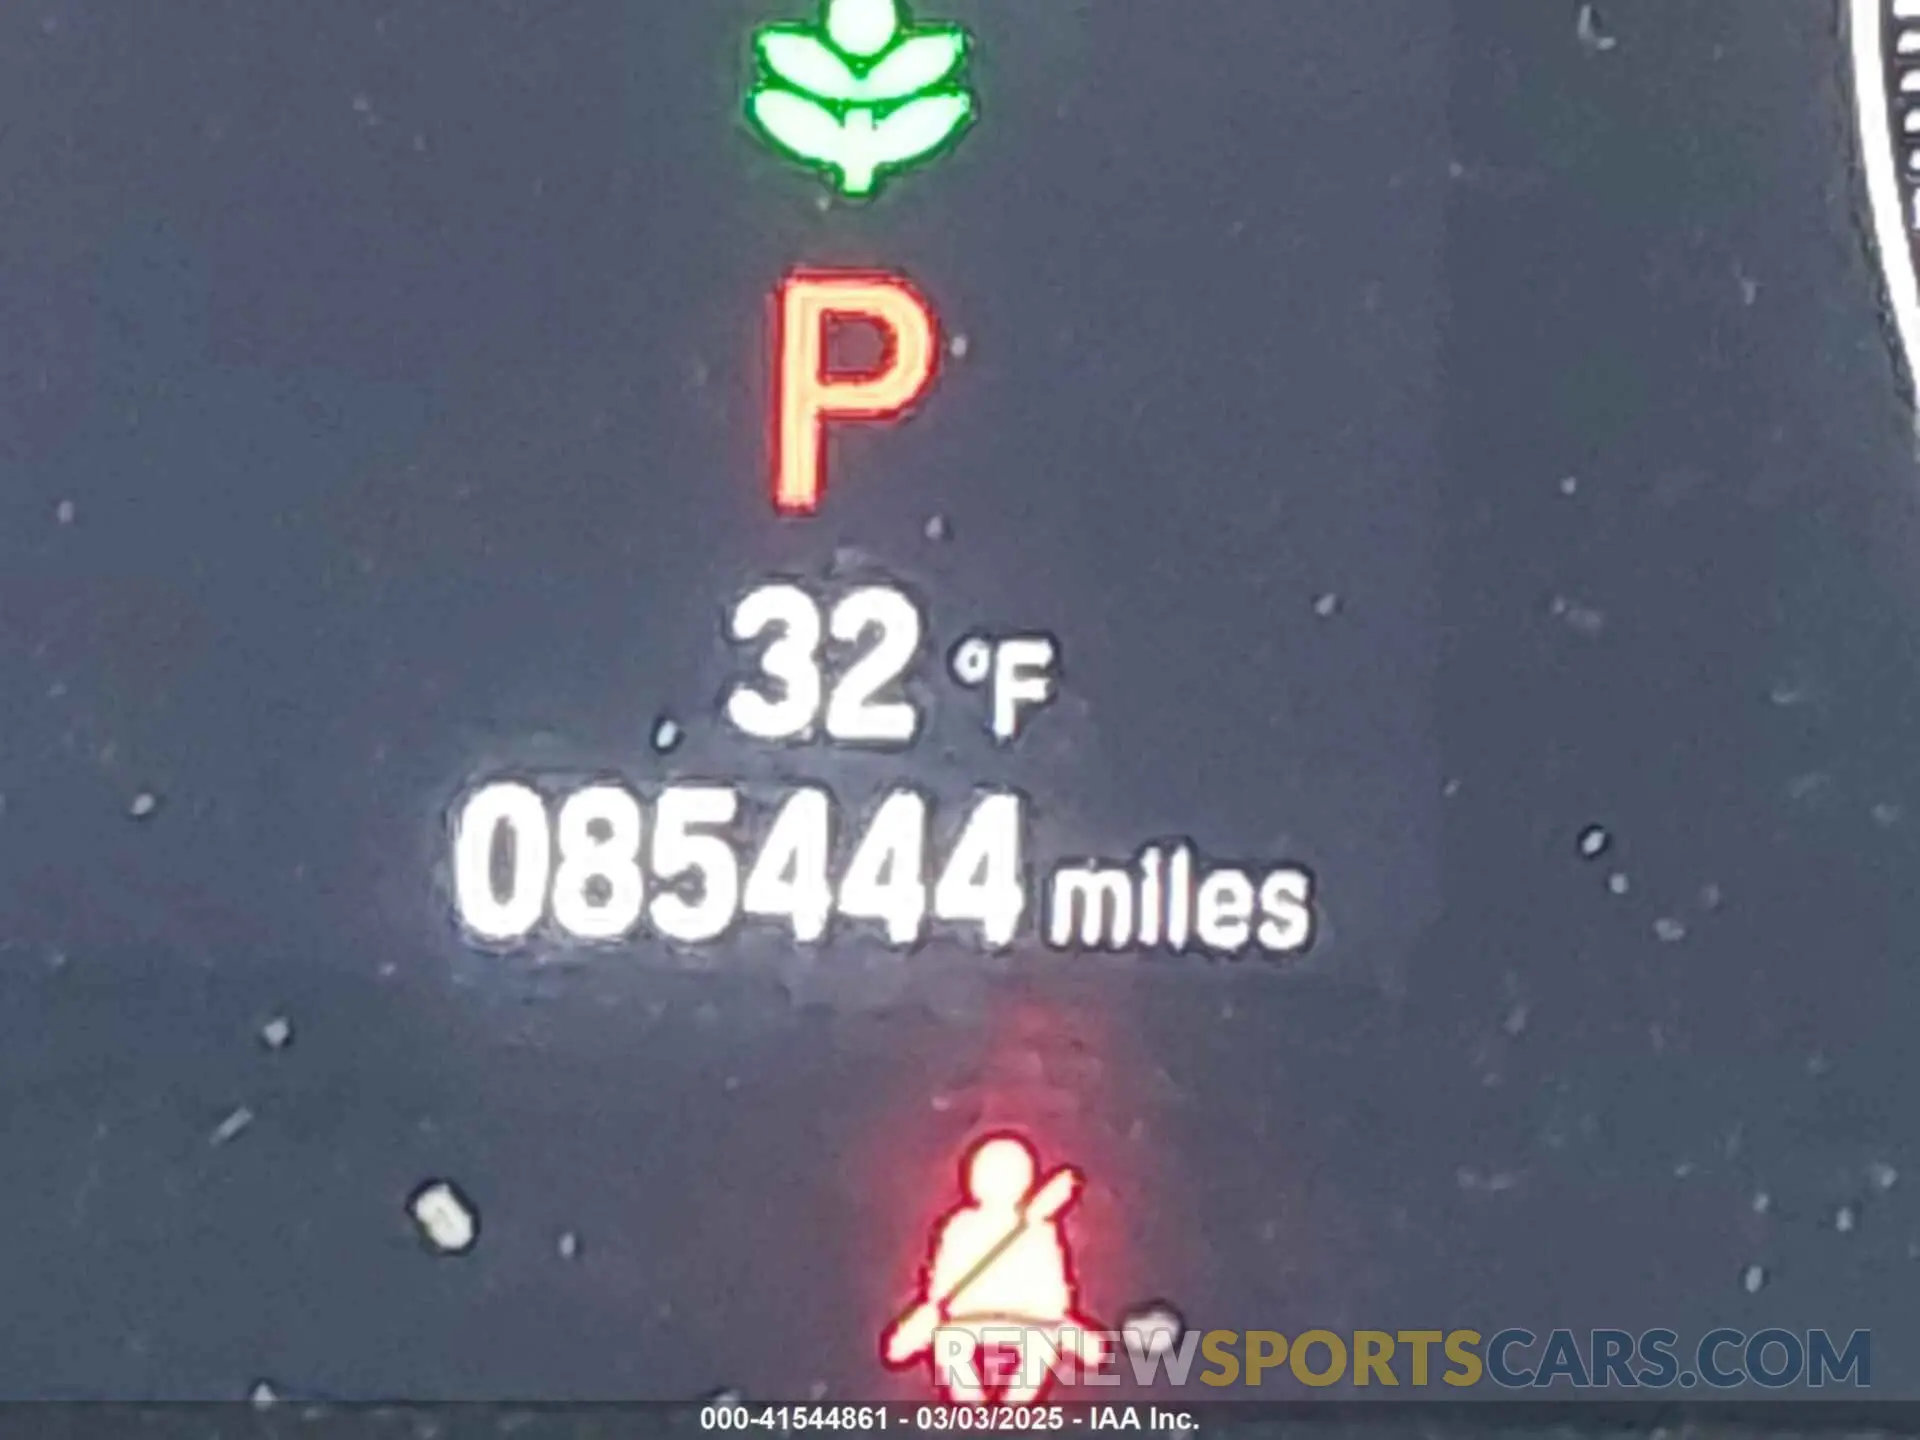 P
32 °F
085444 miles
RENEWSPORTSCARS.COM
000-41544861 - 03/03/2025 - IAA Inc.